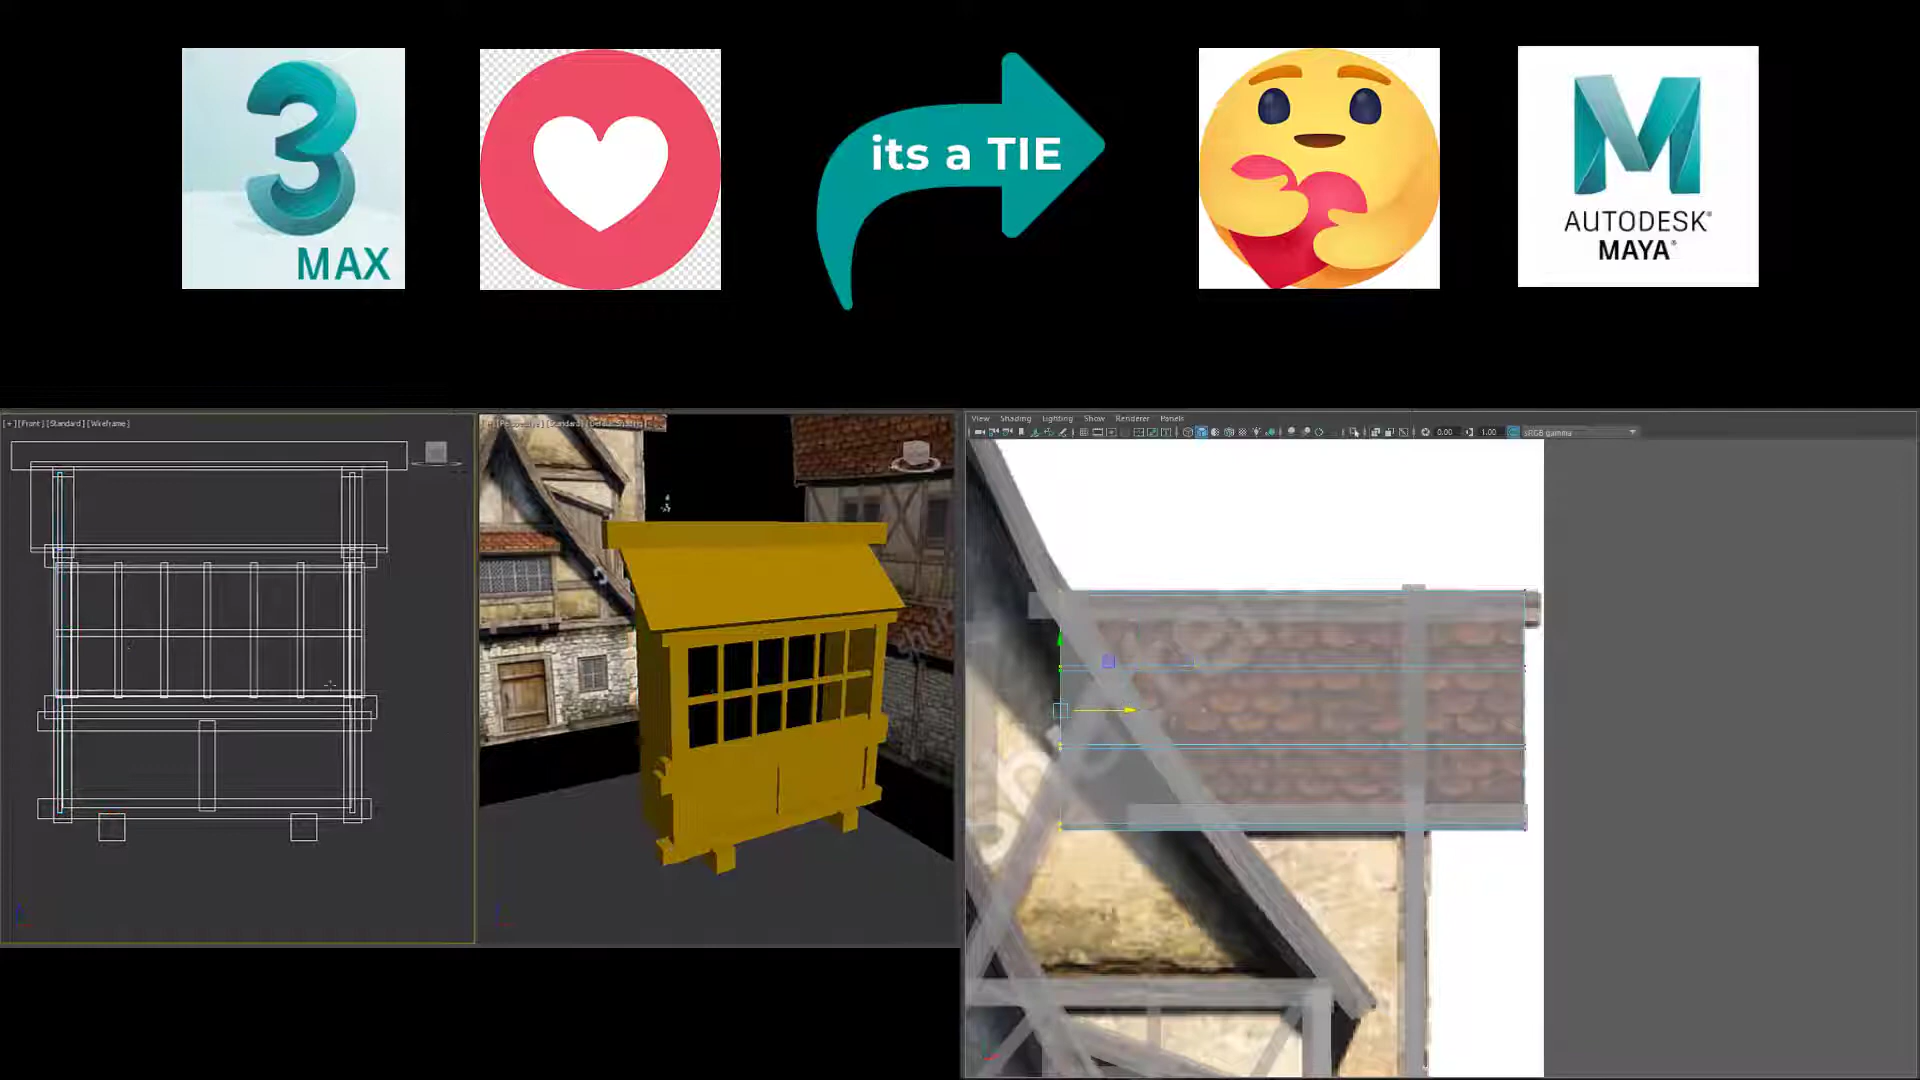 3
MAX
its a TIE
AUTODESK®
MAYA®
[+][Front][Standard][Wireframe]
View Shading Lighting Show Renderer Panels
0.00 1.00 sRGB gamma